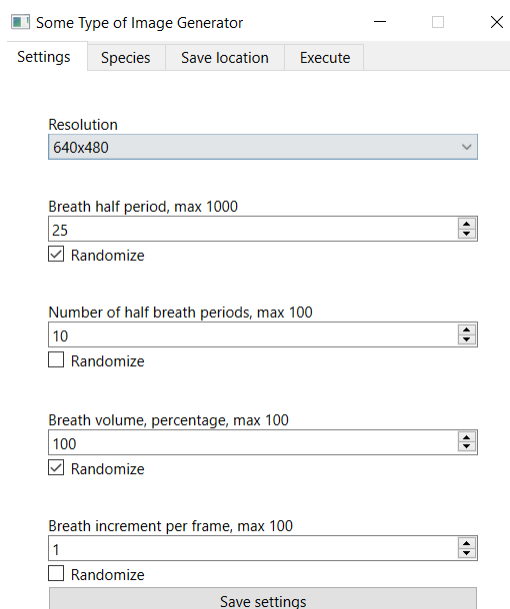 Some Type of Image Generator
Settings Species Save location Execute
Resolution
640x480
Breath half period, max 1000
25
Randomize
Number of half breath periods, max 100
10
Randomize
Breath volume, percentage, max 100
100
Randomize
Breath increment per frame, max 100
1
Randomize
Save settings